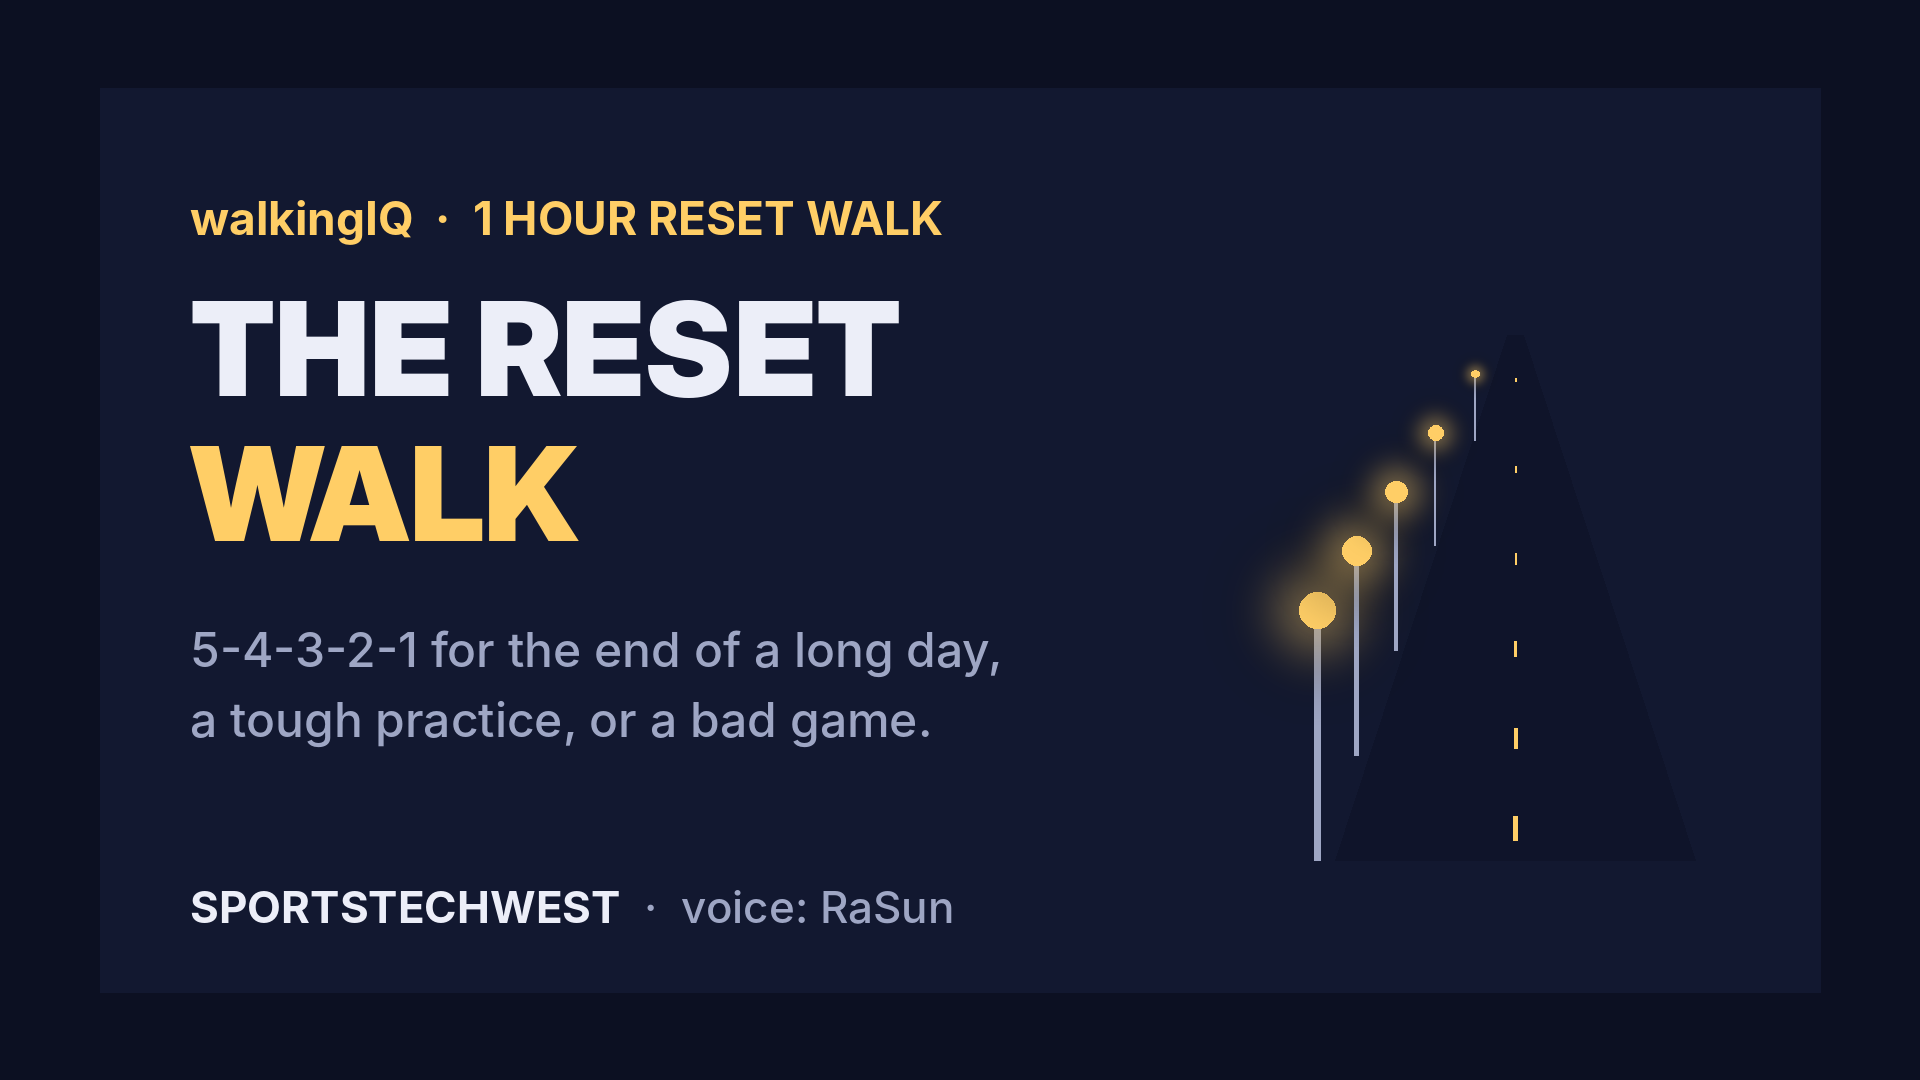 walkingIQ · 1 HOUR RESET WALK
THE RESET
WALK
5-4-3-2-1 for the end of a long day,
a tough practice, or a bad game.
SPORTSTECHWEST · voice: RaSun